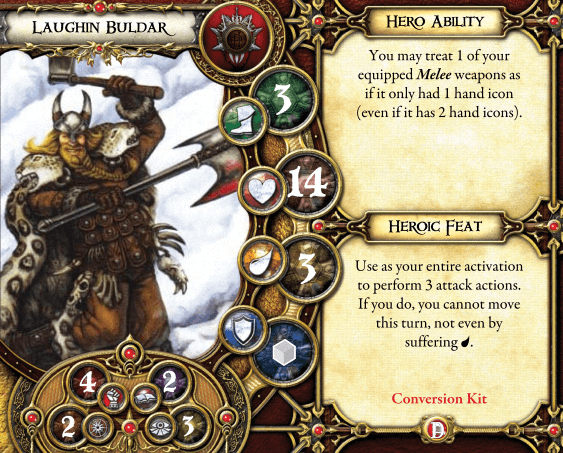 Laughin Buldar
3
14
3
4
2
2
3
Hero Ability
You may treat 1 of your
equipped Melee weapons as
if it only had 1 hand icon
(even if it has 2 hand icons).
Heroic Feat
Use as your entire activation
to perform 3 attack actions.
If you do, you cannot move
this turn, not even by
suffering .
Conversion Kit